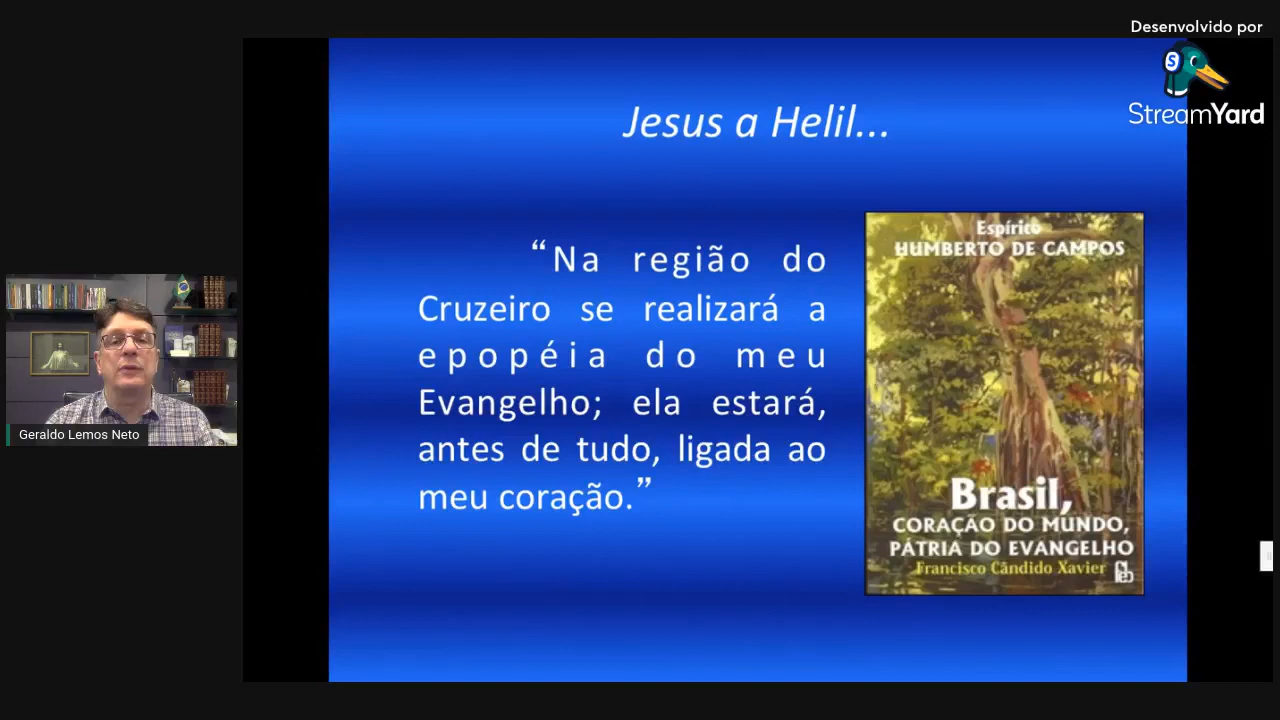 Desenvolvido por
S
StreamYard
Jesus a Helil...
“Na região do
Cruzeiro se realizará a
epopéia do meu
Evangelho; ela estará,
antes de tudo, ligada ao
meu coração.”
Espírito
HUMBERTO DE CAMPOS
Brasil,
CORAÇÃO DO MUNDO,
PÁTRIA DO EVANGELHO
Francisco Cândido Xavier
feb
Geraldo Lemos Neto